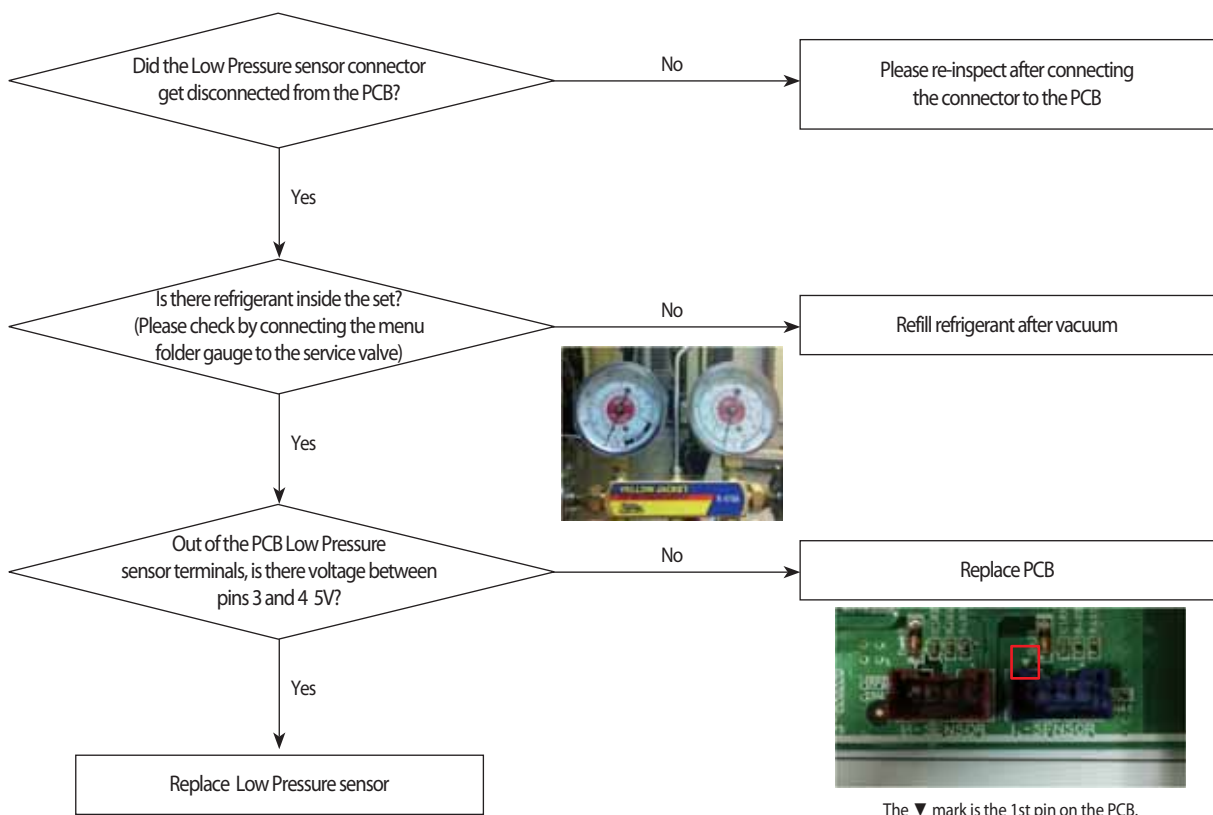 Did the Low Pressure sensor connector
get disconnected from the PCB?
No
Please re-inspect after connecting
the connector to the PCB
Yes
Is there refrigerant inside the set?
(Please check by connecting the menu
folder gauge to the service valve)
No
Refill refrigerant after vacuum
Yes
Out of the PCB Low Pressure
sensor terminals, is there voltage between
pins 3 and 4 5V?
No
Replace PCB
Yes
Replace Low Pressure sensor
H-SENSOR
L-SENSOR
The ▼ mark is the 1st pin on the PCB.